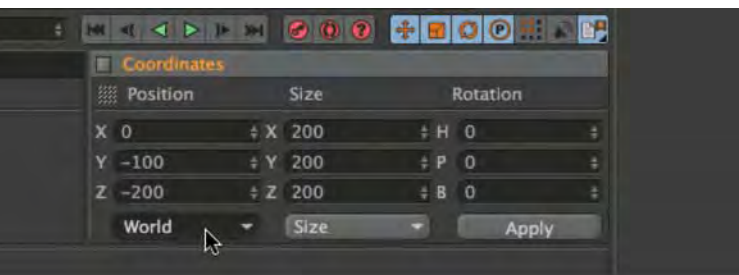 Coordinates
Position Size Rotation
X 0 X 200 H 0
Y -100 Y 200 P 0
Z -200 Z 200 B 0
World Size Apply